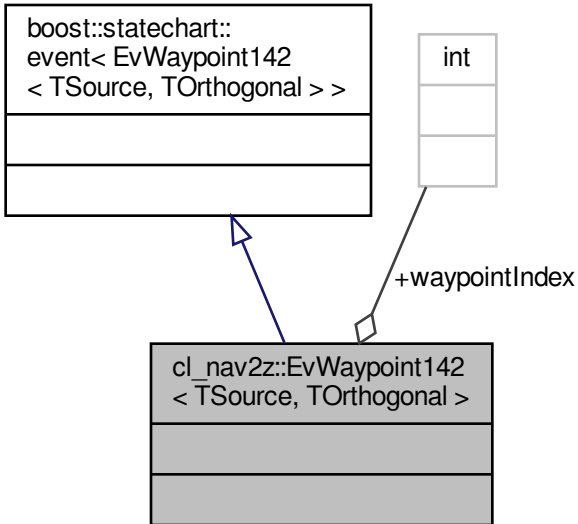 boost::statechart::
event< EvWaypoint142
< TSource, TOrthogonal > >
int
+waypointIndex
cl_nav2z::EvWaypoint142
< TSource, TOrthogonal >